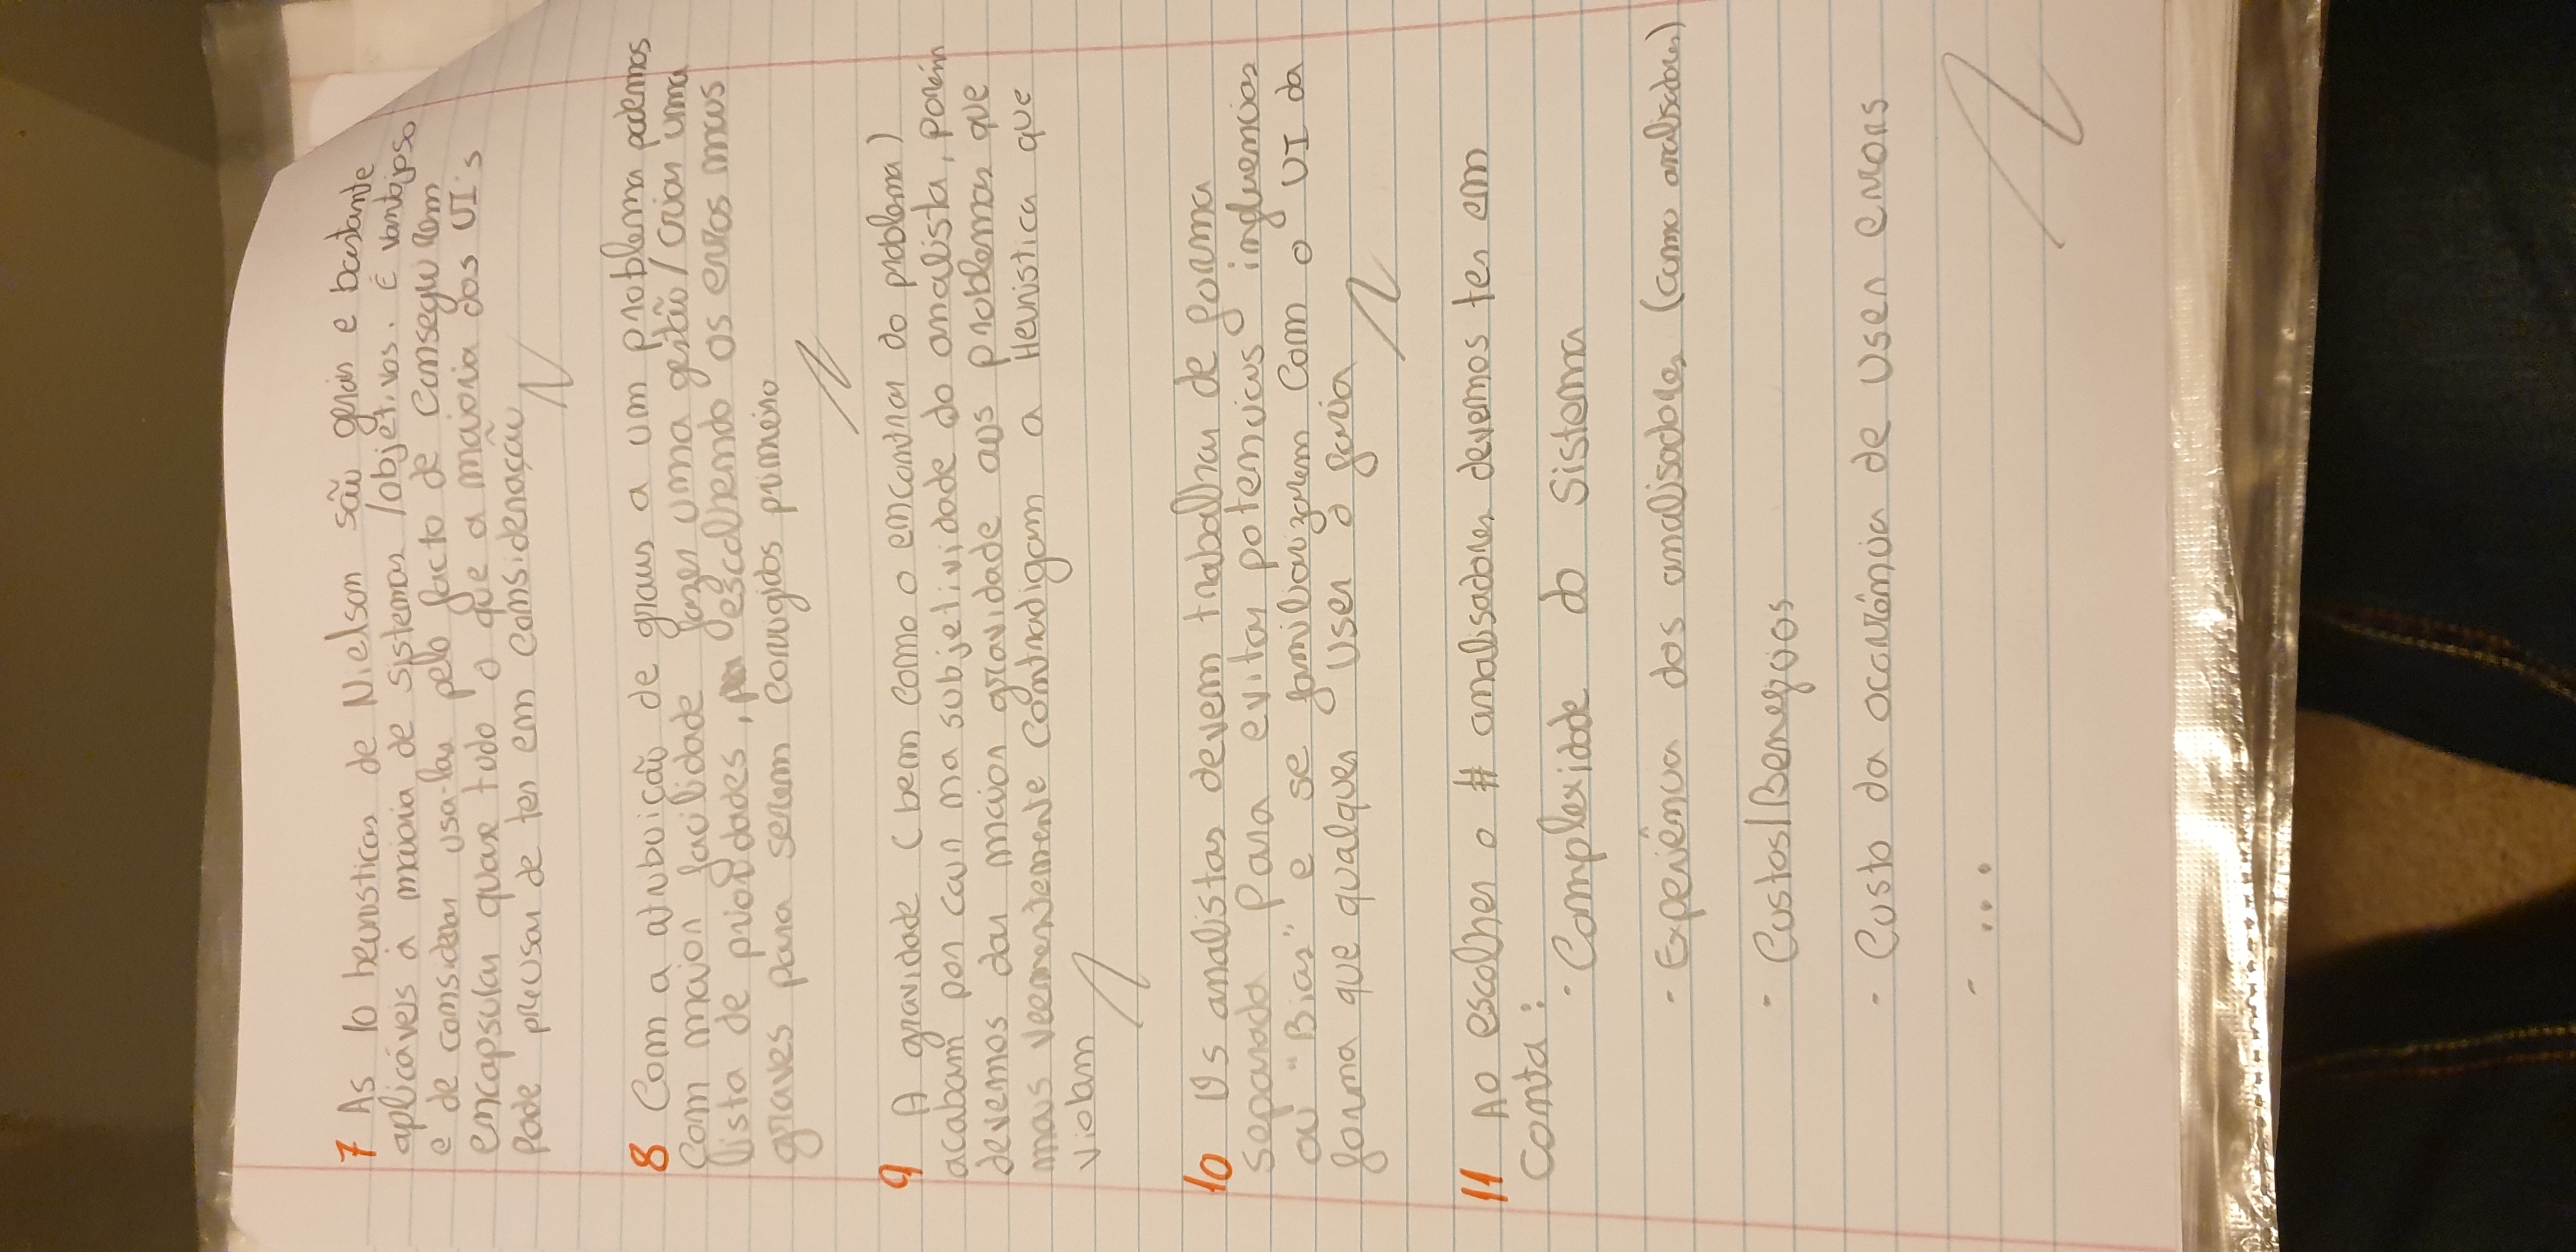 7 As 10 heurísticas de Nielson são gerais e bastante
aplicáveis à maioria de sistemas /objetivos. É vantajoso
e de considerar usa-las pelo facto de conseguirem
encapsular quase tudo o que a maioria dos UI's
pode precisar de ter em consideração
8 Com a atribuição de graus a um problema podemos
com maior facilidade fazer uma gestão / criar uma
lista de prioridades, escolhendo os erros mais
graves para serem corrigidos primeiro
9 A gravidade (bem como o encontrar do problema)
acabam por cair na subjetividade do analista, porém
devemos dar maior gravidade aos problemas que
mais veementemente contradigam a Heurística que
violam
10 Os analistas devem trabalhar de forma
separada para evitar potenciais influencias
ou "Bias" e se familiarizarem com o UI da
forma que qualquer user o faria
11 Ao escolher o # analisadores devemos ter em
conta:
· Complexidade do Sistema
- Experiência dos analisadores (como analisadores)
- Custos/Beneficios
- Custo da ocorrência de user errors
- ...